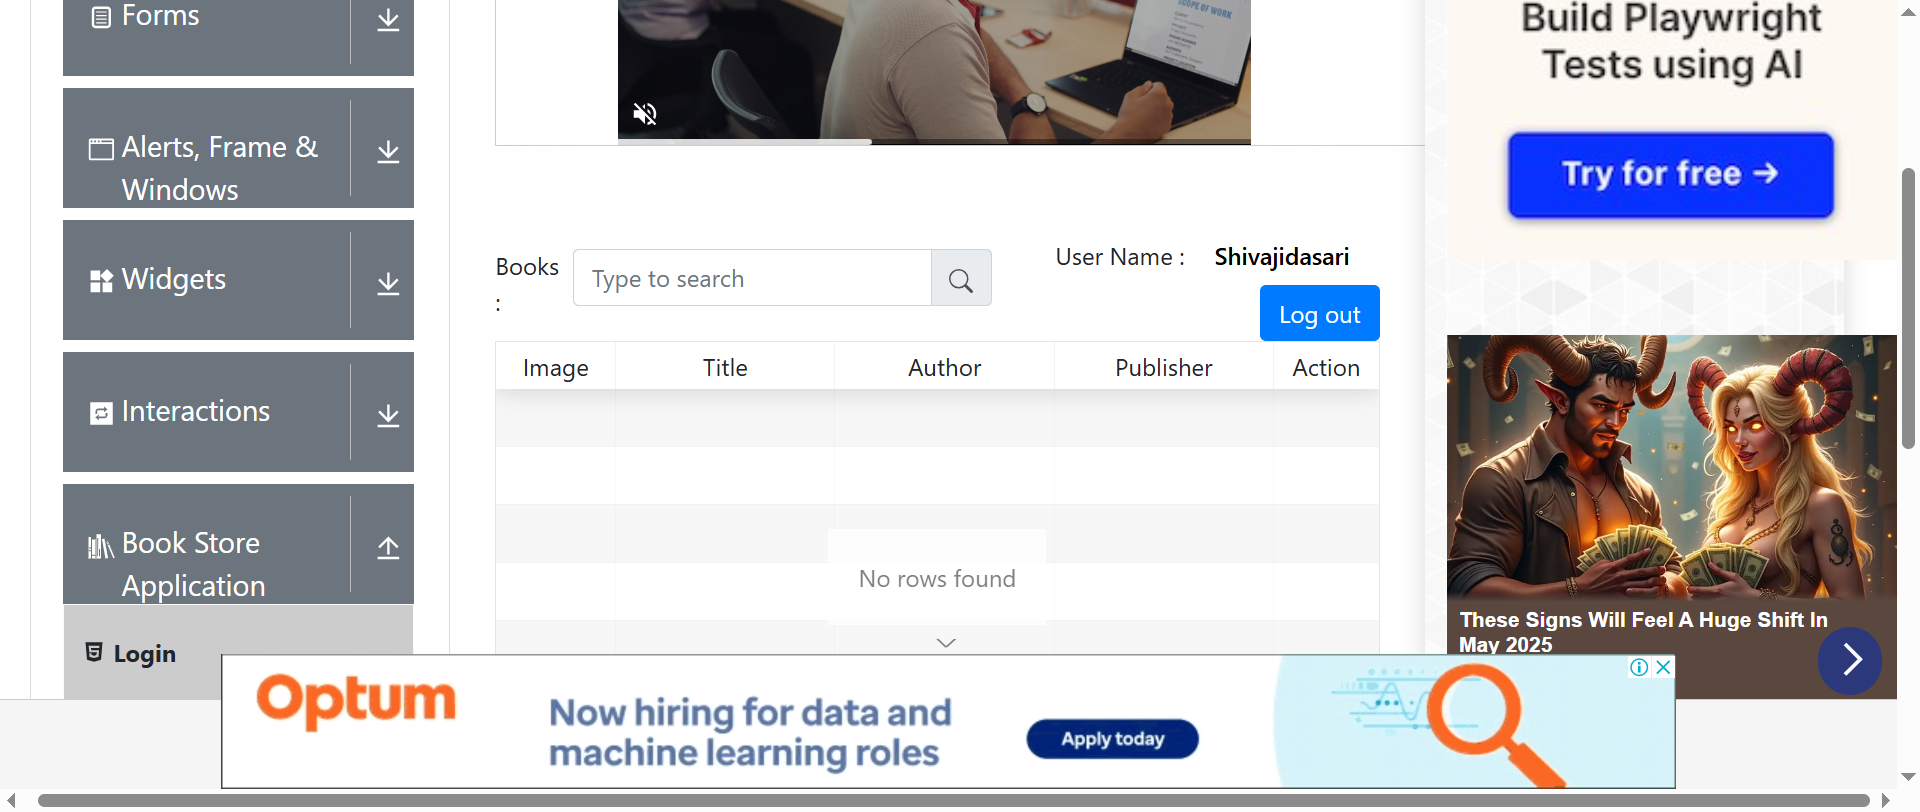 Forms
Alerts, Frame &
Windows
Widgets
Interactions
Book Store
Application
Login
SCOPE OF WORK
Books
:
Type to search
User Name :
Shivajidasari
Log out
Image
Title
Author
Publisher
Action
No rows found
Build Playwright
Tests using AI
Try for free →
These Signs Will Feel A Huge Shift In
May 2025
Optum
Now hiring for data and
machine learning roles
Apply today